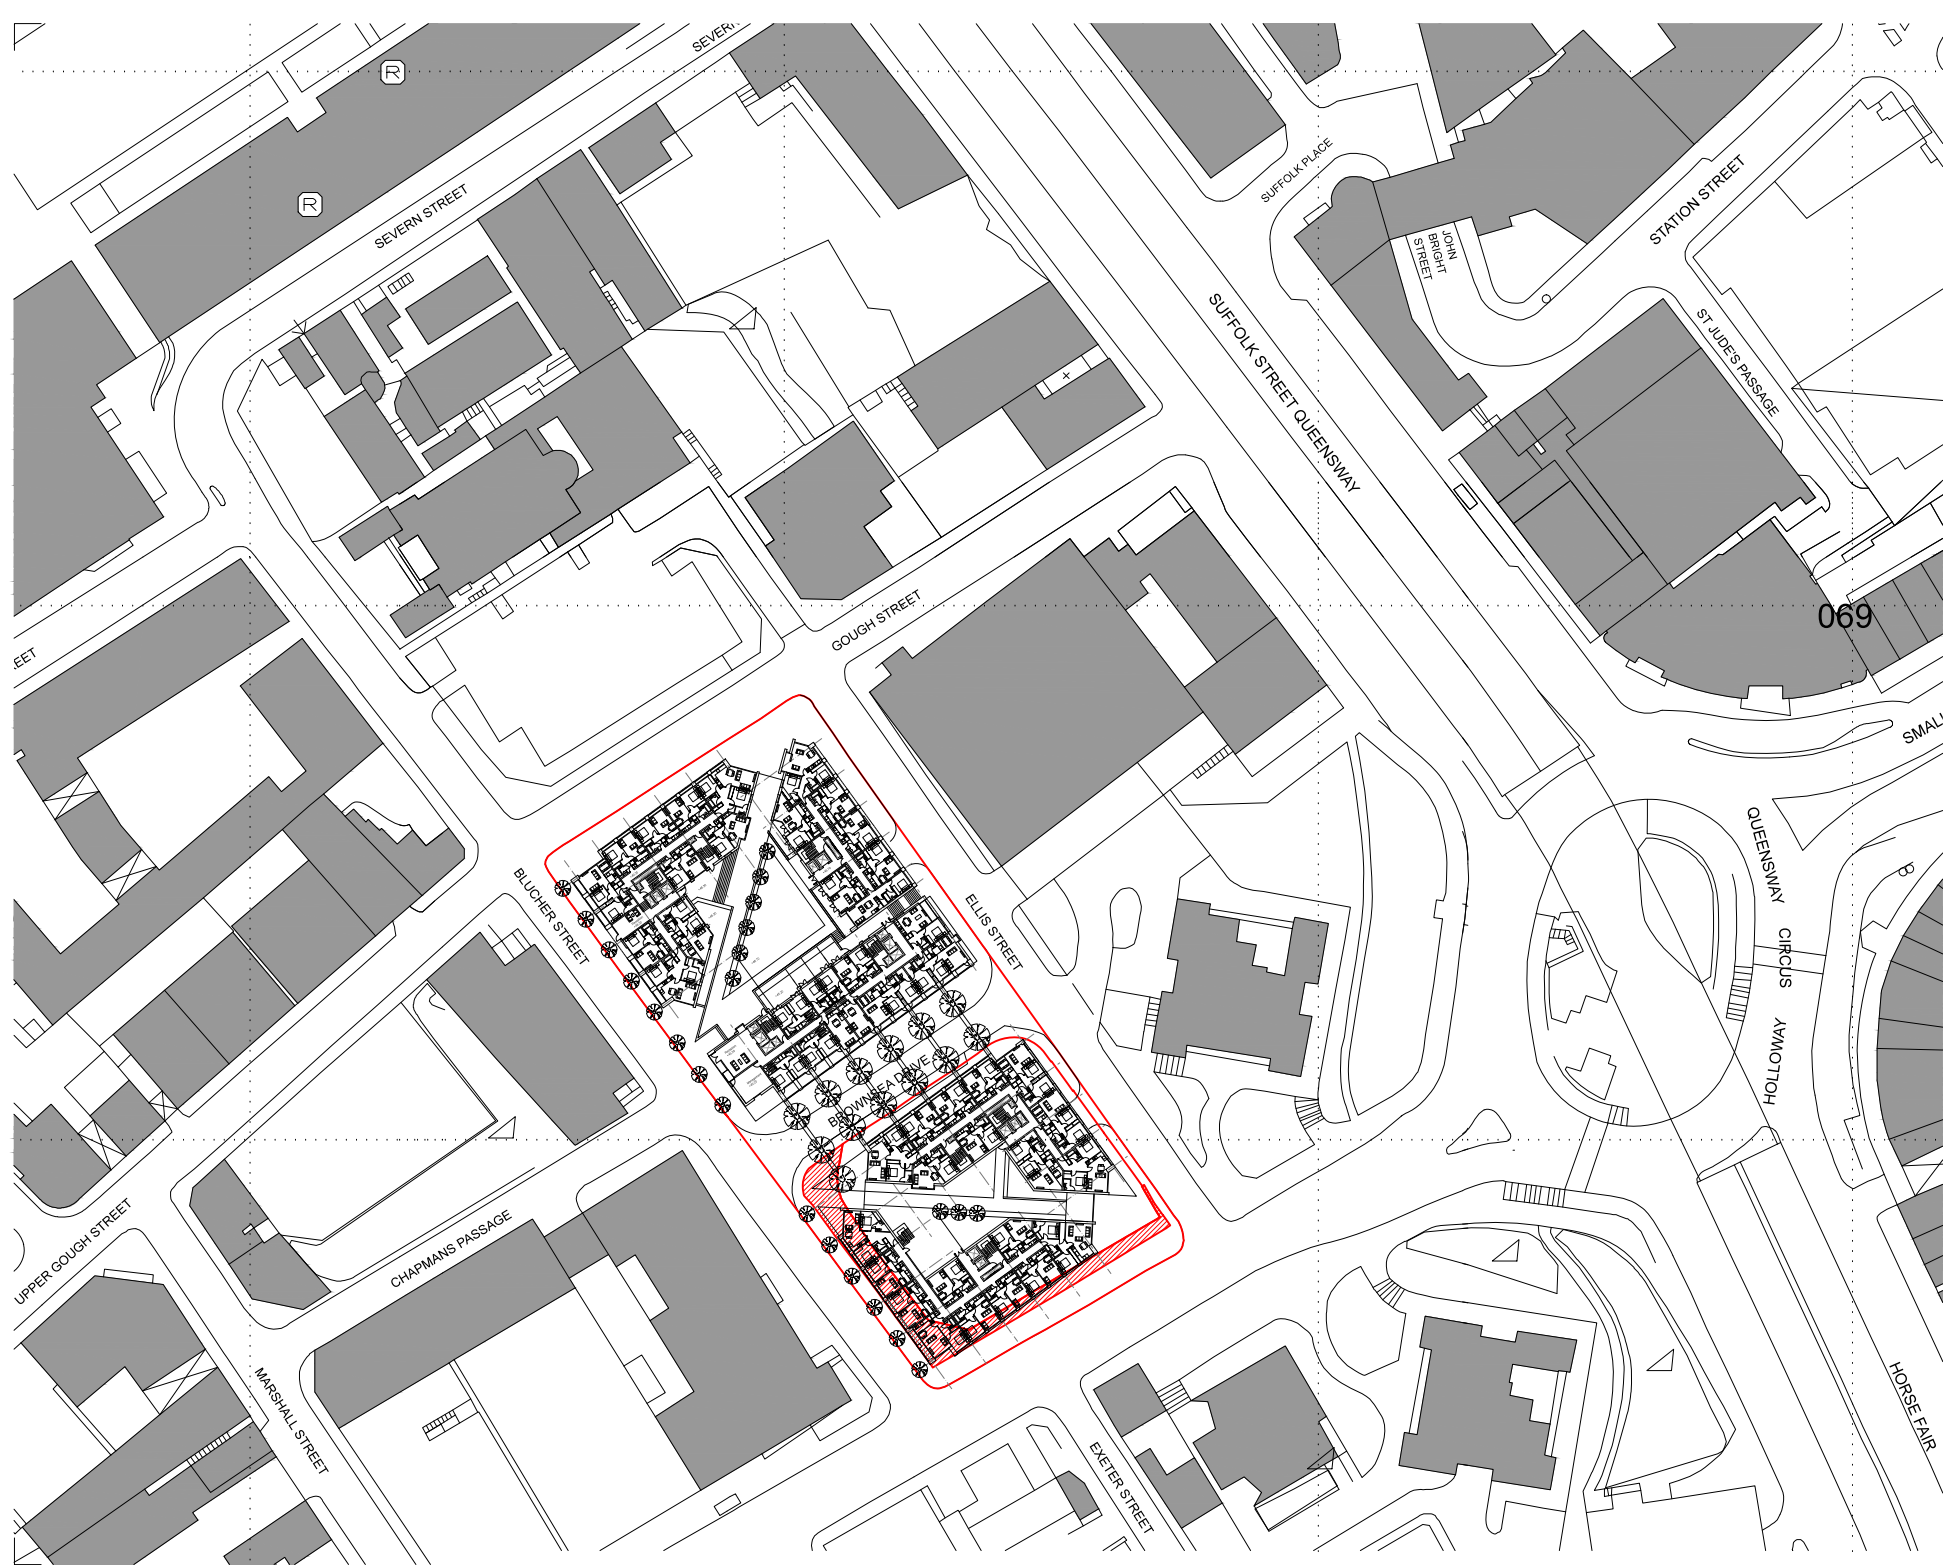 SEVERN
R
R
SEVERN STREET
SUFFOLK PLACE
STATION STREET
JOHN
BRIGHT
STREET
SUFFOLK STREET QUEENSWAY
ST JUDE'S PASSAGE
GOUGH STREET
069
EET
SMALL
QUEENSWAY
BLUCHER STREET
ELLIS STREET
CIRCUS
HOLLOWAY
BROWNSEA DRIVE
UPPER GOUGH STREET
CHAPMANS PASSAGE
MARSHALL STREET
HORSE FAIR
EXETER STREET